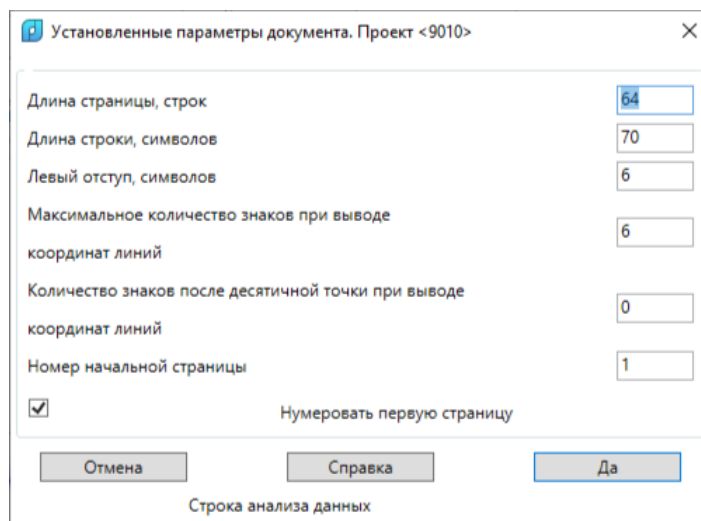 Установленные параметры документа. Проект <9010>
Длина страницы, строк 64
Длина строки, символов 70
Левый отступ, символов 6
Максимальное количество знаков при выводе
координат линий 6
Количество знаков после десятичной точки при выводе
координат линий 0
Номер начальной страницы 1
Нумеровать первую страницу
Отмена Справка Да
Строка анализа данных